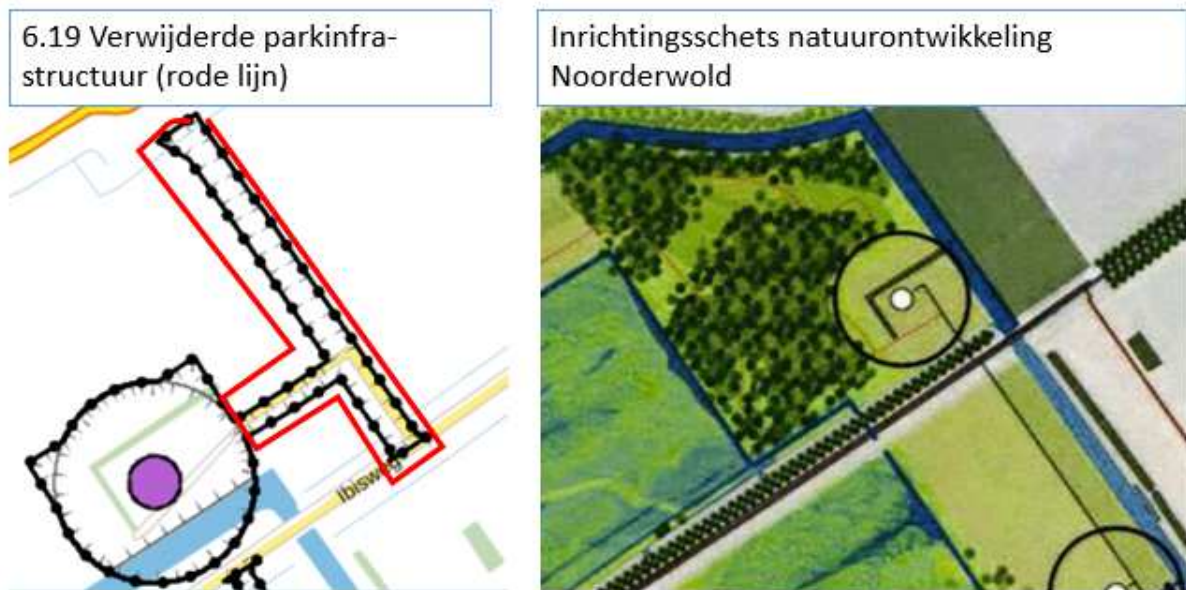 6.19 Verwijderde parkinfra-
structuur (rode lijn)
Inrichtingsschets natuurontwikkeling
Noorderwold
Ibisweg